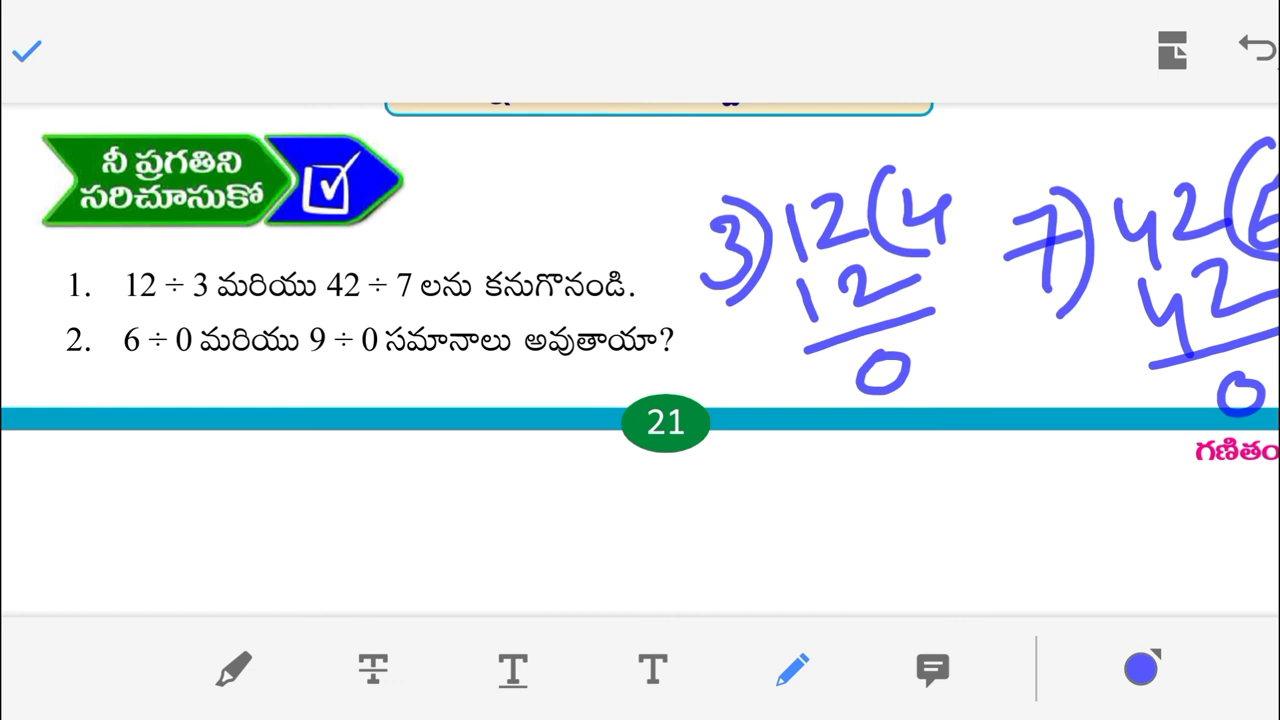 నీ ప్రగతిని
సరిచూసుకో
1. 12 ÷ 3 మరియు 42 ÷ 7 లను కనుగొనండి.
2. 6 ÷ 0 మరియు 9 ÷ 0 సమానాలు అవుతాయా?
3)12(4
12
0
7)42(6
42
0
21
గణితం
T T T